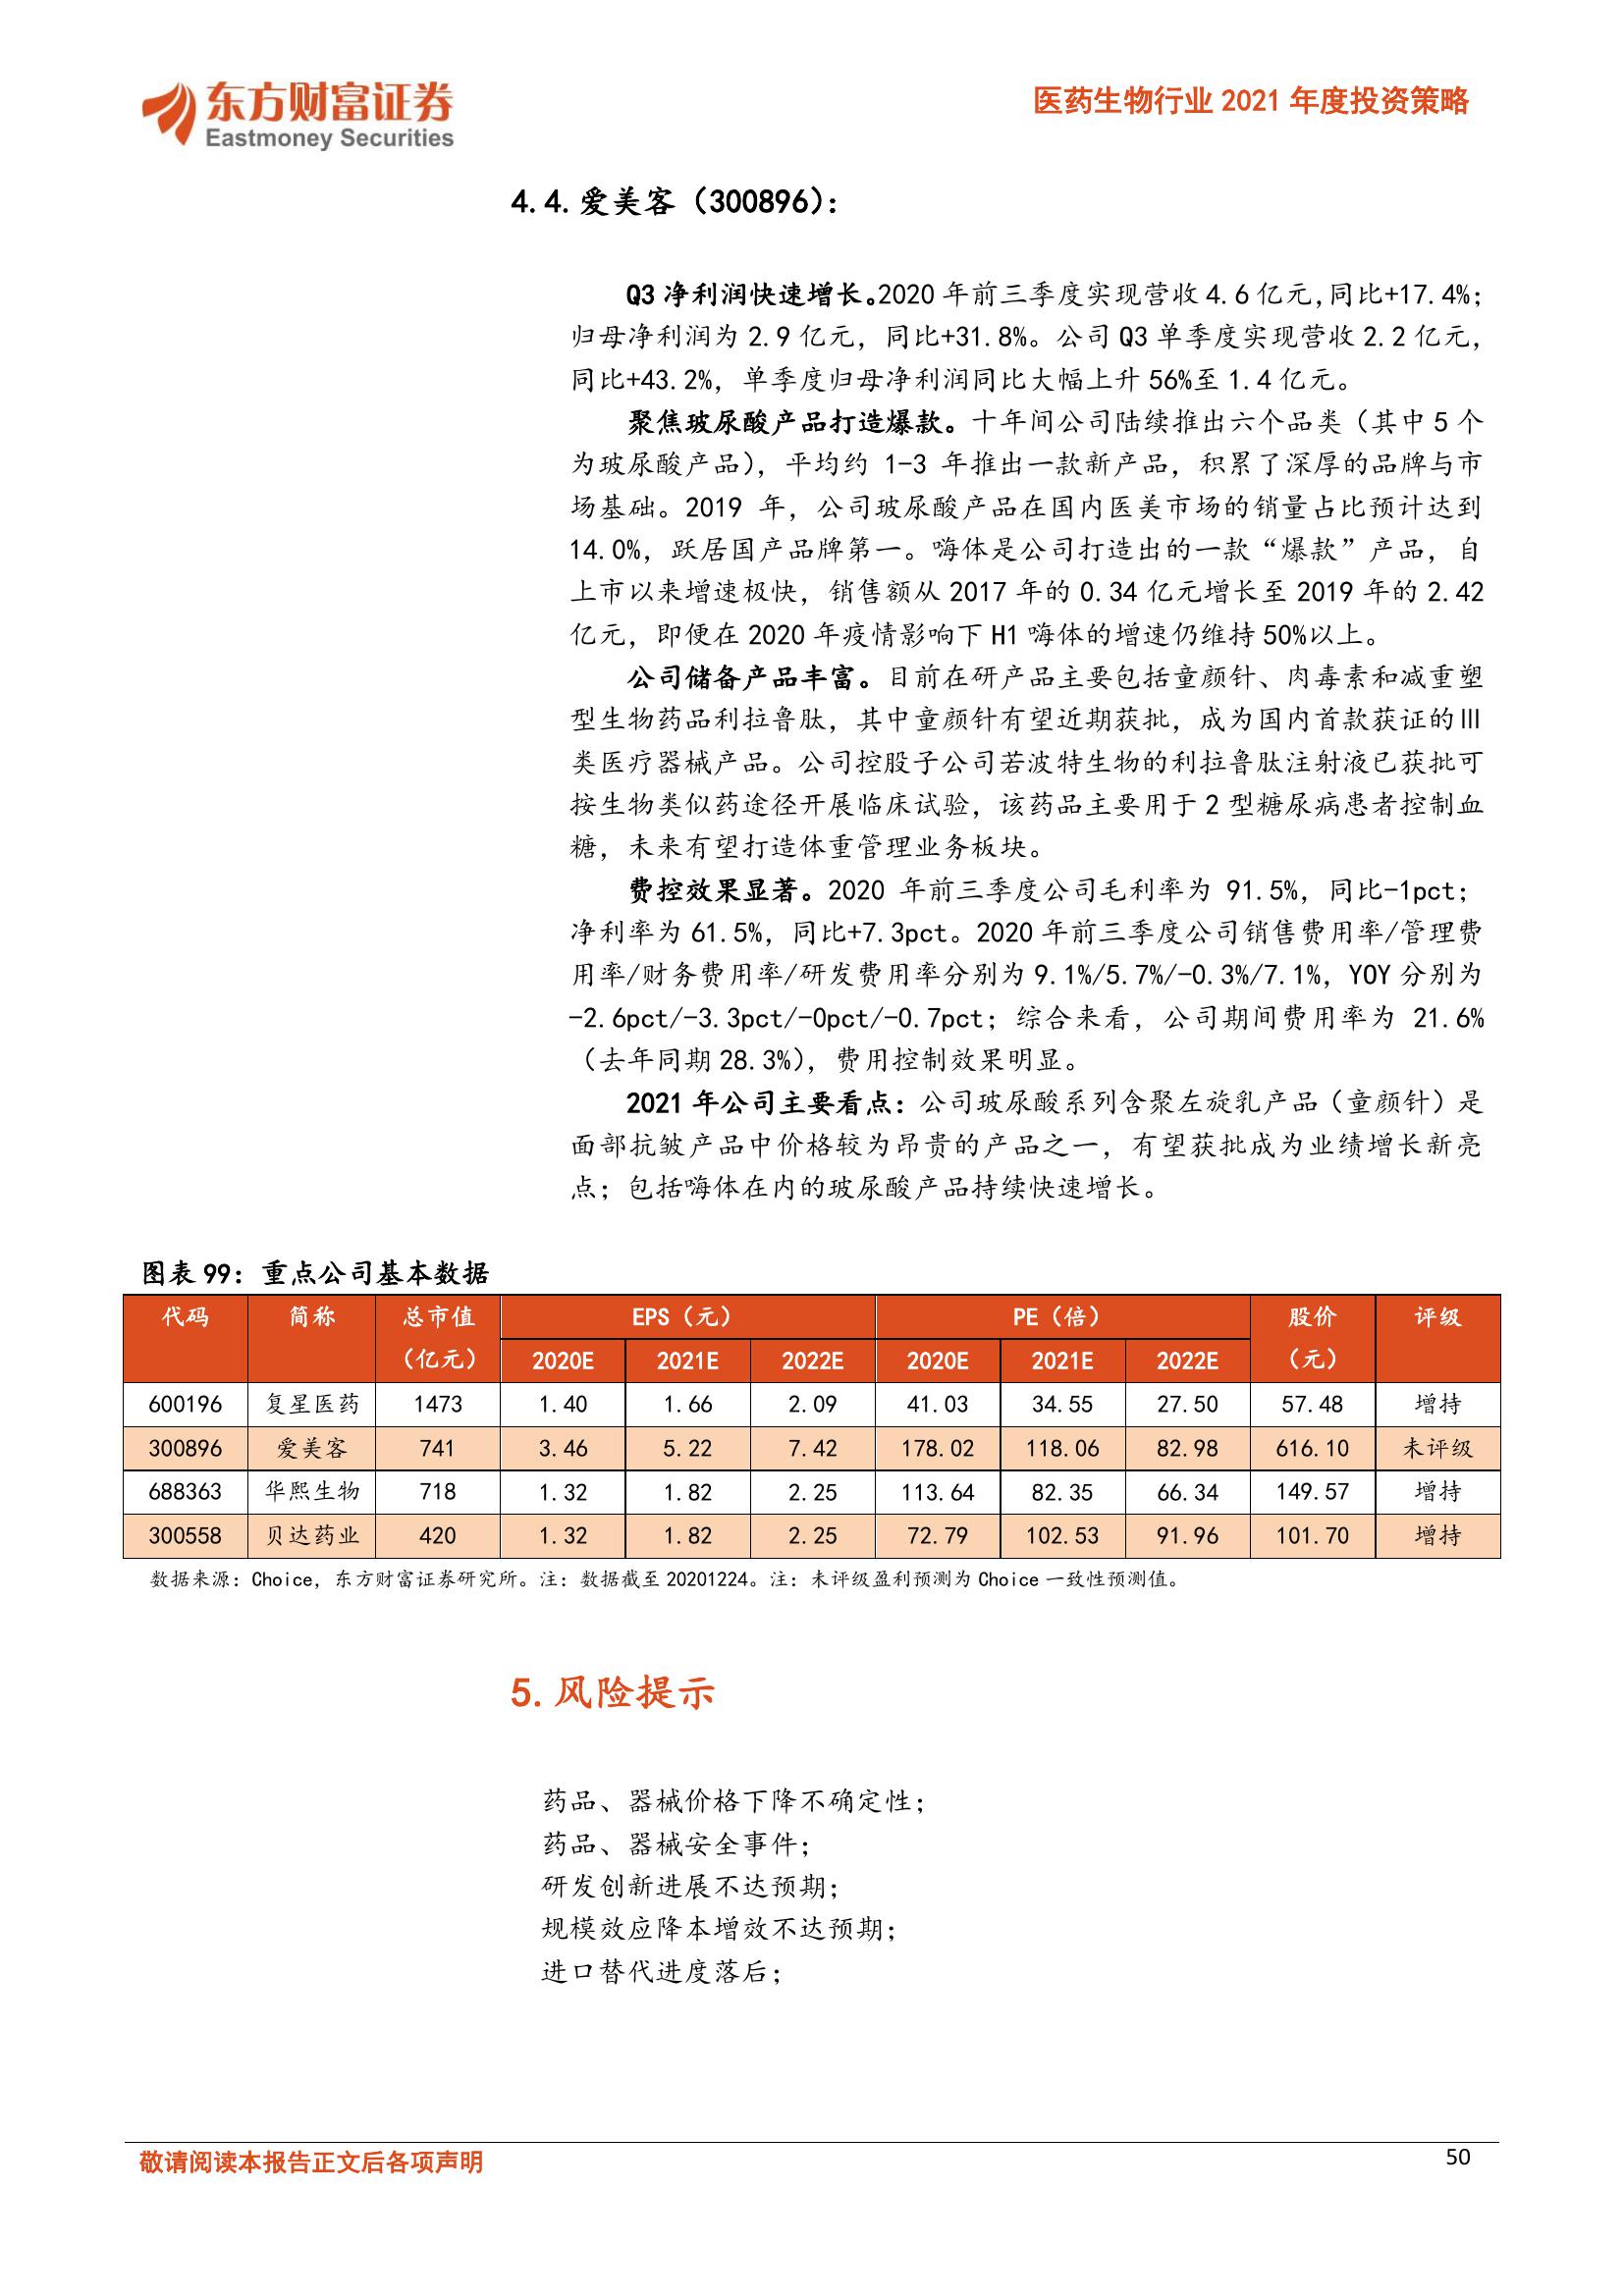 东方财富证券
Eastmoney Securities
医药生物行业 2021 年度投资策略
4.4.爱美客（300896）：
Q3 净利润快速增长。2020 年前三季度实现营收 4.6 亿元，同比+17.4%；
归母净利润为 2.9 亿元，同比+31.8%。公司 Q3 单季度实现营收 2.2 亿元，
同比+43.2%，单季度归母净利润同比大幅上升 56%至 1.4 亿元。
聚焦玻尿酸产品打造爆款。十年间公司陆续推出六个品类（其中 5 个
为玻尿酸产品），平均约 1-3 年推出一款新产品，积累了深厚的品牌与市
场基础。2019 年，公司玻尿酸产品在国内医美市场的销量占比预计达到
14.0%，跃居国产品牌第一。嗨体是公司打造出的一款“爆款”产品，自
上市以来增速极快，销售额从 2017 年的 0.34 亿元增长至 2019 年的 2.42
亿元，即便在 2020 年疫情影响下 H1 嗨体的增速仍维持 50%以上。
公司储备产品丰富。目前在研产品主要包括童颜针、肉毒素和减重塑
型生物药品利拉鲁肽，其中童颜针有望近期获批，成为国内首款获证的Ⅲ
类医疗器械产品。公司控股子公司若波特生物的利拉鲁肽注射液已获批可
按生物类似药途径开展临床试验，该药品主要用于 2 型糖尿病患者控制血
糖，未来有望打造体重管理业务板块。
费控效果显著。2020 年前三季度公司毛利率为 91.5%，同比-1pct；
净利率为 61.5%，同比+7.3pct。2020 年前三季度公司销售费用率/管理费
用率/财务费用率/研发费用率分别为 9.1%/5.7%/-0.3%/7.1%，YOY 分别为
-2.6pct/-3.3pct/-0pct/-0.7pct；综合来看，公司期间费用率为 21.6%
（去年同期 28.3%），费用控制效果明显。
2021 年公司主要看点：公司玻尿酸系列含聚左旋乳产品（童颜针）是
面部抗皱产品中价格较为昂贵的产品之一，有望获批成为业绩增长新亮
点；包括嗨体在内的玻尿酸产品持续快速增长。
图表 99：重点公司基本数据
代码 简称 总市值 EPS（元） PE（倍） 股价 评级
（亿元） 2020E 2021E 2022E 2020E 2021E 2022E （元）
600196 复星医药 1473 1.40 1.66 2.09 41.03 34.55 27.50 57.48 增持
300896 爱美客 741 3.46 5.22 7.42 178.02 118.06 82.98 616.10 未评级
688363 华熙生物 718 1.32 1.82 2.25 113.64 82.35 66.34 149.57 增持
300558 贝达药业 420 1.32 1.82 2.25 72.79 102.53 91.96 101.70 增持
数据来源：Choice，东方财富证券研究所。注：数据截至 20201224。注：未评级盈利预测为 Choice 一致性预测值。
5.风险提示
药品、器械价格下降不确定性；
药品、器械安全事件；
研发创新进展不达预期；
规模效应降本增效不达预期；
进口替代进度落后；
敬请阅读本报告正文后各项声明
50